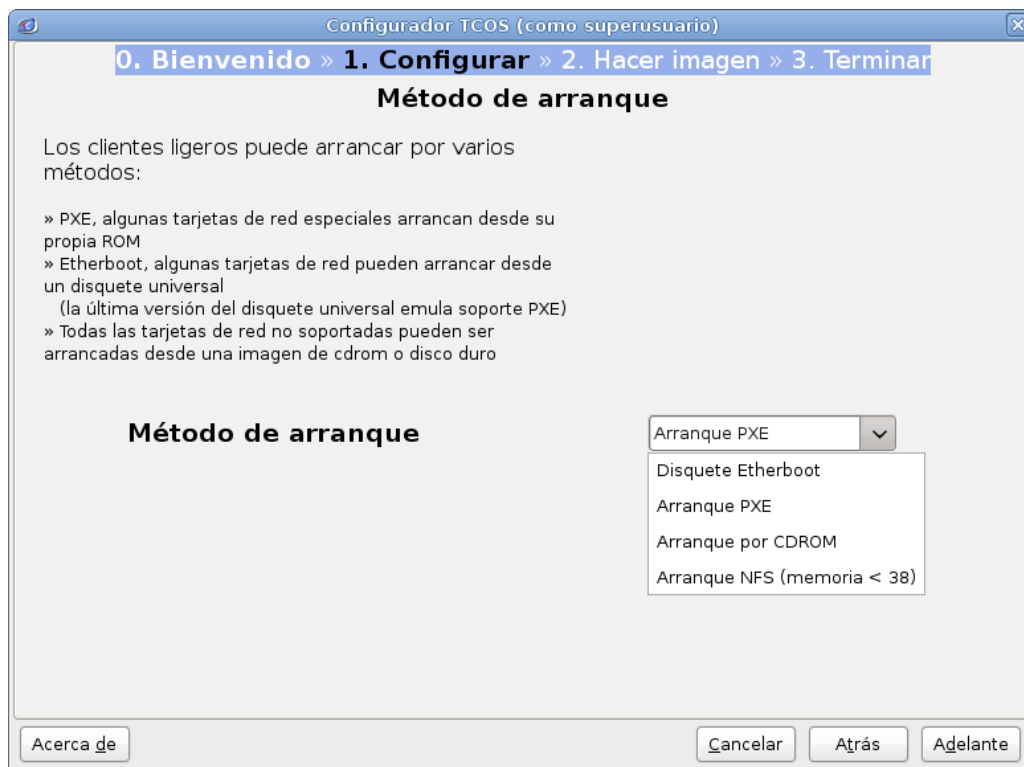 Configurador TCOS (como superusuario)
0. Bienvenido » 1. Configurar » 2. Hacer imagen » 3. Terminar
Método de arranque
Los clientes ligeros puede arrancar por varios
métodos:
» PXE, algunas tarjetas de red especiales arrancan desde su
propia ROM
» Etherboot, algunas tarjetas de red pueden arrancar desde
un disquete universal
(la última versión del disquete universal emula soporte PXE)
» Todas las tarjetas de red no soportadas pueden ser
arrancadas desde una imagen de cdrom o disco duro
Método de arranque
Arranque PXE
Disquete Etherboot
Arranque PXE
Arranque por CDROM
Arranque NFS (memoria < 38)
Acerca de
Cancelar
Atrás
Adelante